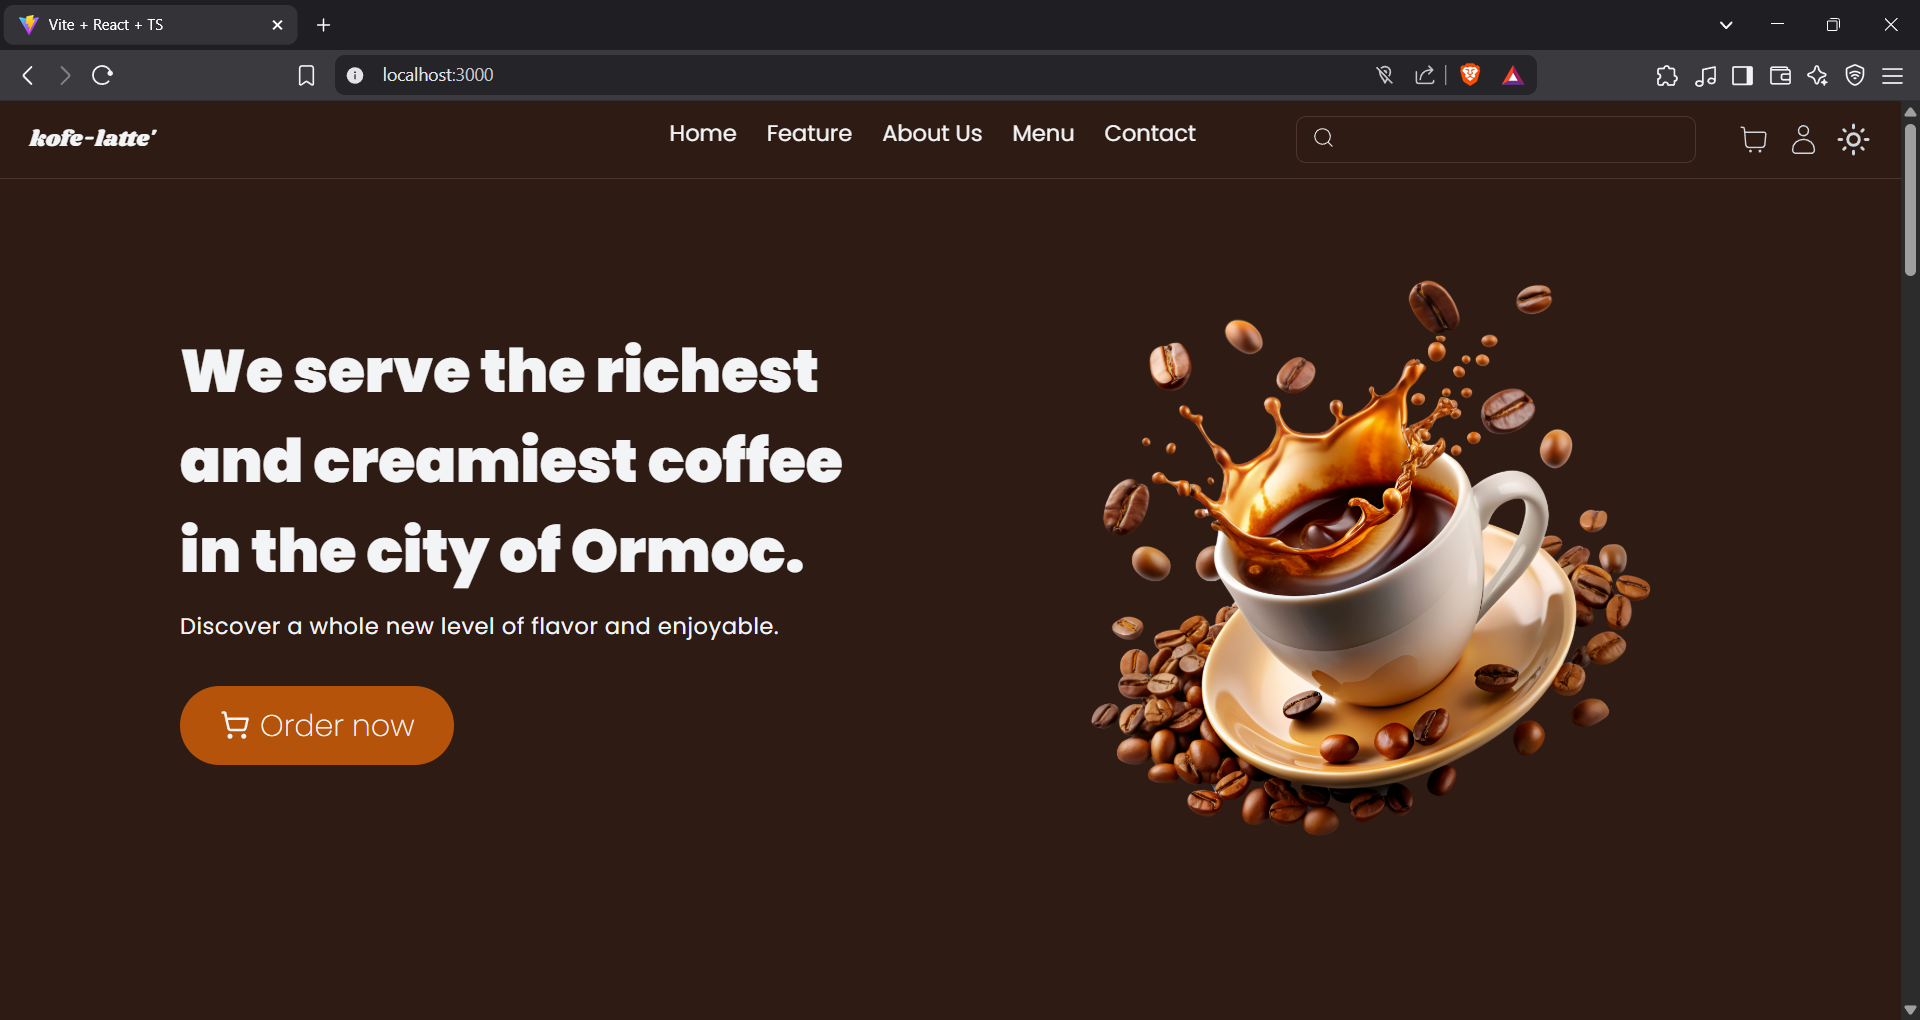 Vite + React + TS
localhost:3000
kofe-latte'
Home Feature About Us Menu Contact
We serve the richest
and creamiest coffee
in the city of Ormoc.
Discover a whole new level of flavor and enjoyable.
Order now